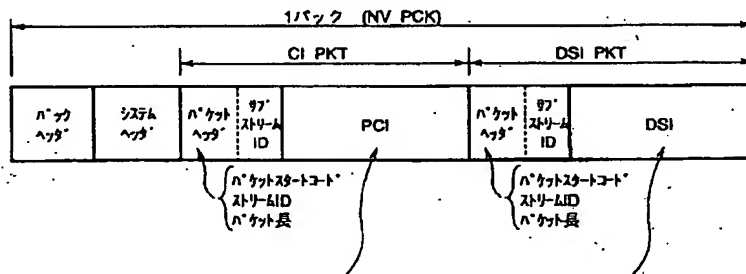 1パック (NV PCK)
CI PKT
DSI PKT
パック
ヘッダ
システム
ヘッダ
パケット
ヘッダ
サブ
ストリーム
ID
PCI
パケット
ヘッダ
サブ
ストリーム
ID
DSI
パケットスタートコード
ストリームID
パケット長
パケットスタートコード
ストリームID
パケット長